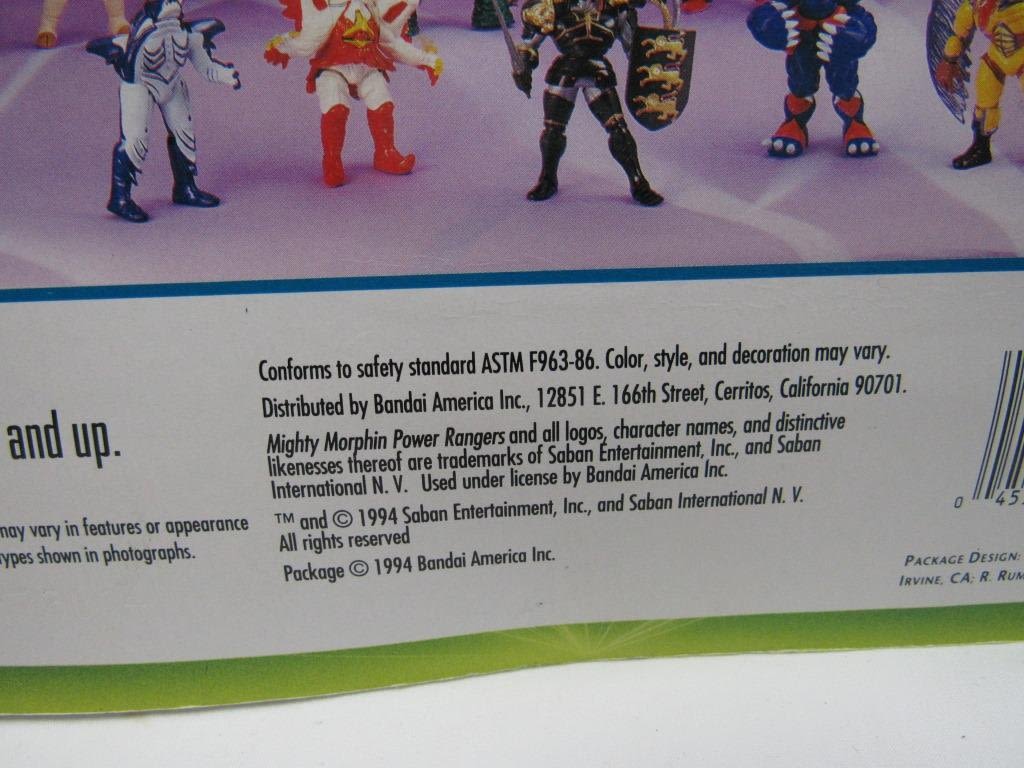 and up.
may vary in features or appearance
types shown in photographs.
Conforms to safety standard ASTM F963-86. Color, style, and decoration may vary.
Distributed by Bandai America Inc., 12851 E. 166th Street, Cerritos, California 90701.
Mighty Morphin Power Rangers and all logos, character names, and distinctive
likenesses thereof are trademarks of Saban Entertainment, Inc., and Saban
International N. V. Used under license by Bandai America Inc.
™ and © 1994 Saban Entertainment, Inc., and Saban International N. V.
All rights reserved
Package © 1994 Bandai America Inc.
0 45
PACKAGE DESIGN:
IRVINE, CA; R. RUM